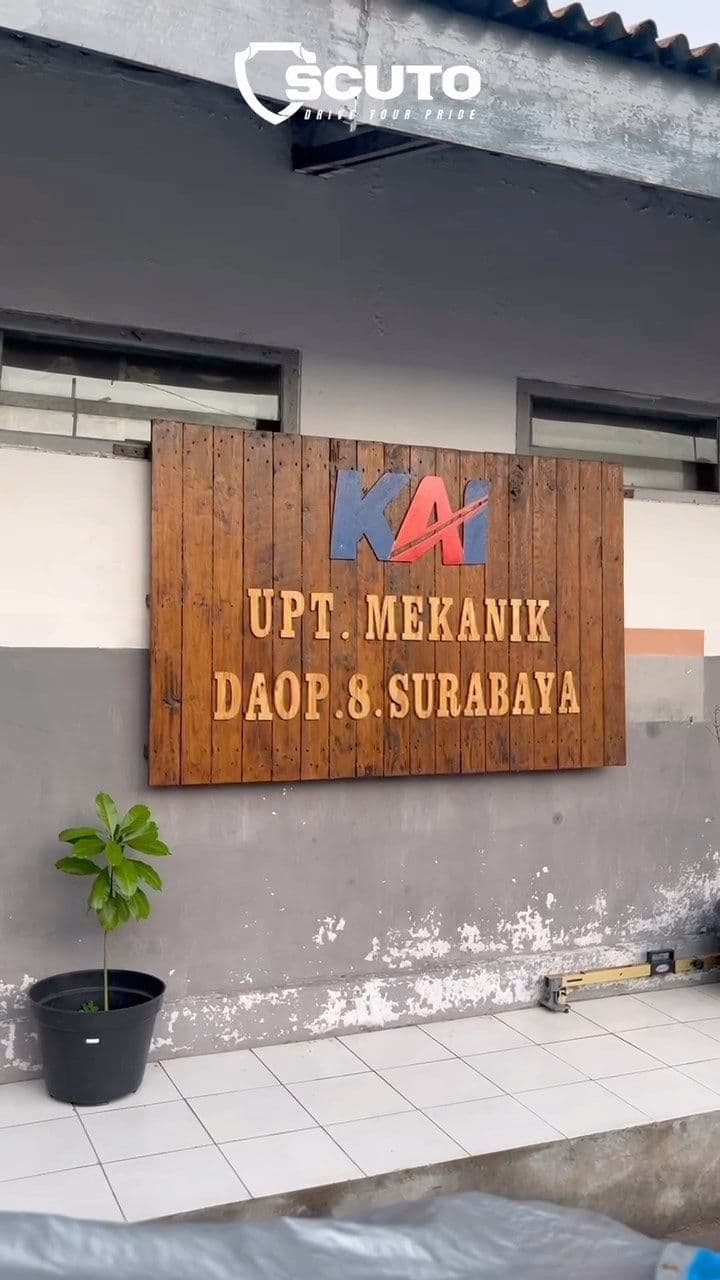 SCUTO
DRIVE YOUR PRIDE
KAI
UPT. MEKANIK
DAOP.8.SURABAYA